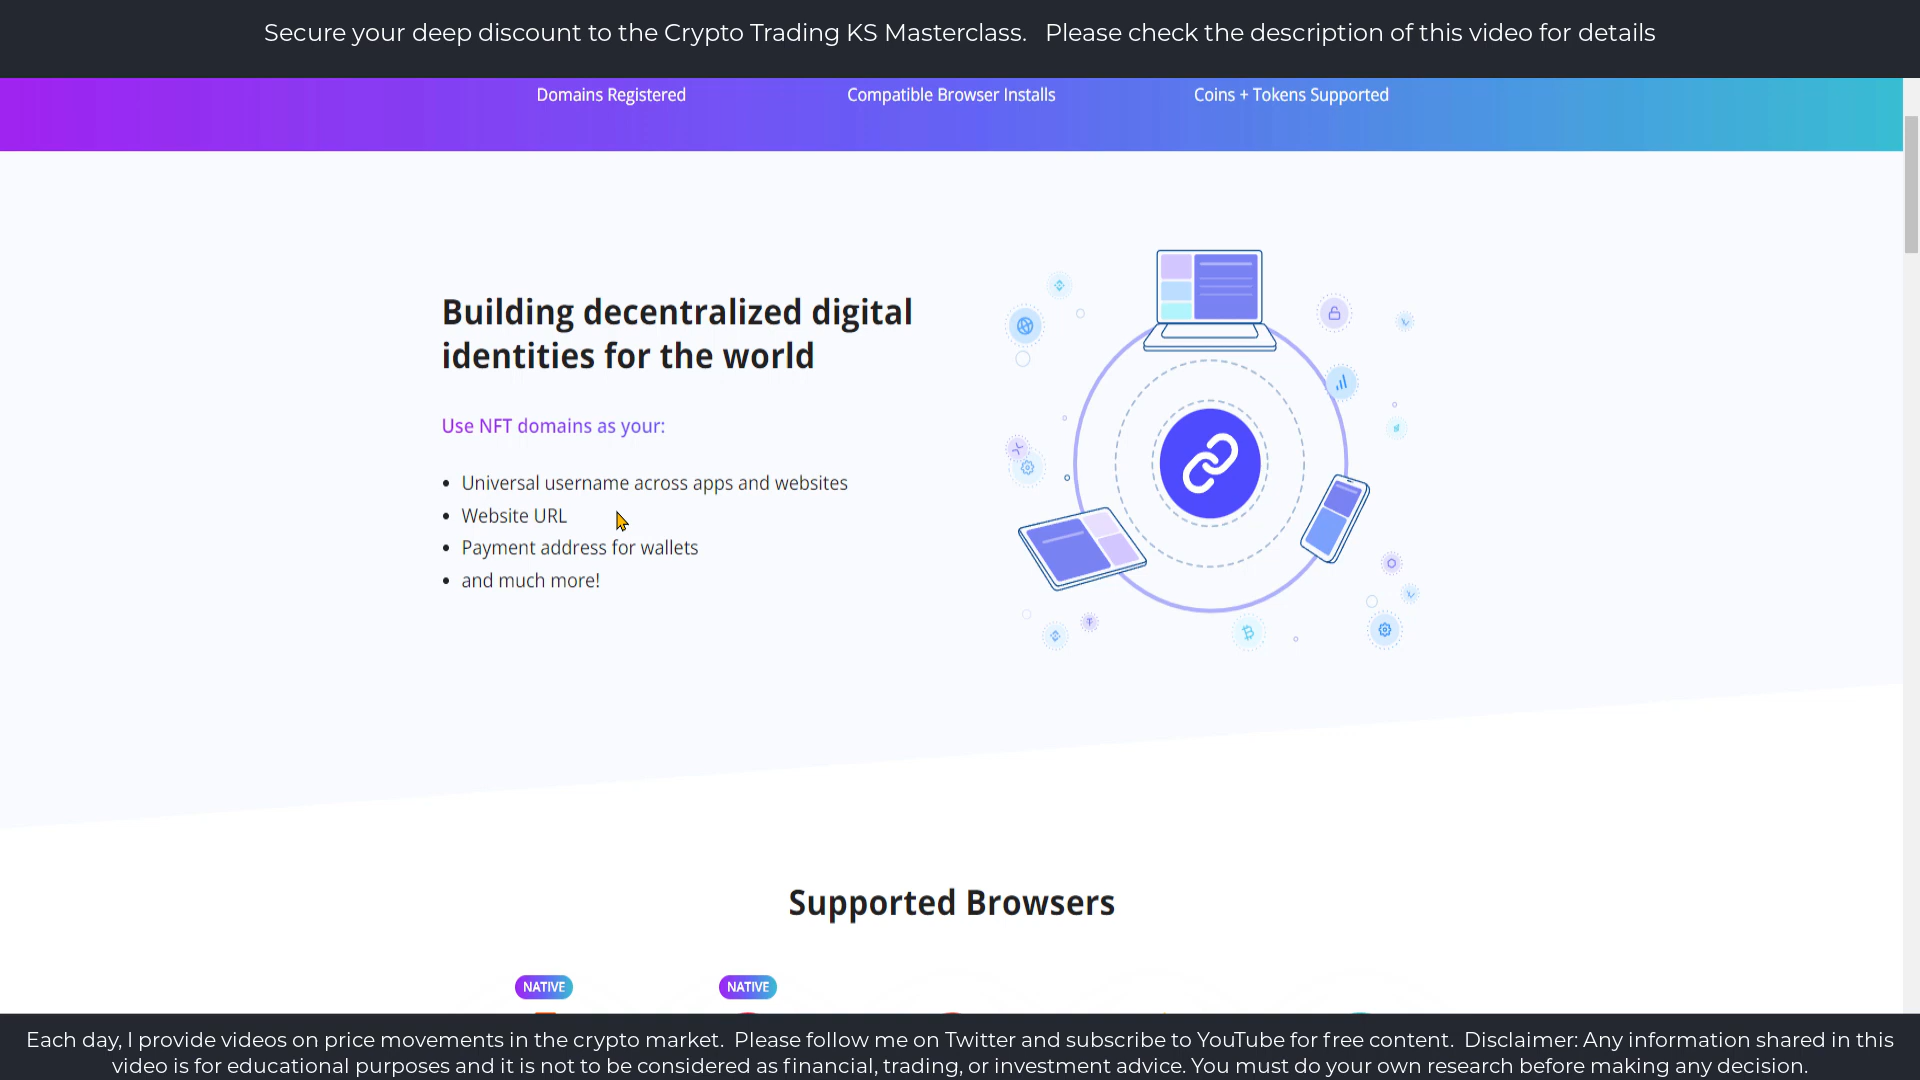 Secure your deep discount to the Crypto Trading KS Masterclass. Please check the description of this video for details
Domains Registered
Compatible Browser Installs
Coins + Tokens Supported
Building decentralized digital
identities for the world
Use NFT domains as your:
Universal username across apps and websites
Website URL
Payment address for wallets
and much more!
Supported Browsers
NATIVE
NATIVE
Each day, I provide videos on price movements in the crypto market. Please follow me on Twitter and subscribe to YouTube for free content. Disclaimer: Any information shared in this
video is for educational purposes and it is not to be considered as financial, trading, or investment advice. You must do your own research before making any decision.